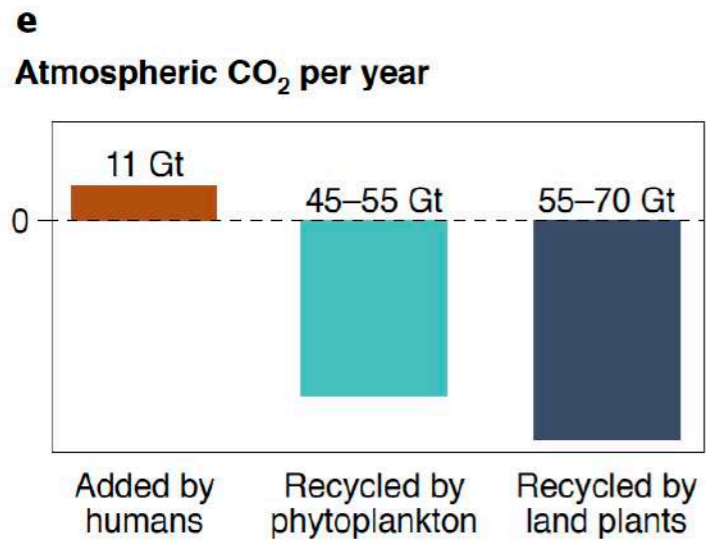 e
Atmospheric CO₂ per year
11 Gt
45–55 Gt
55–70 Gt
0
Added by
humans
Recycled by
phytoplankton
Recycled by
land plants